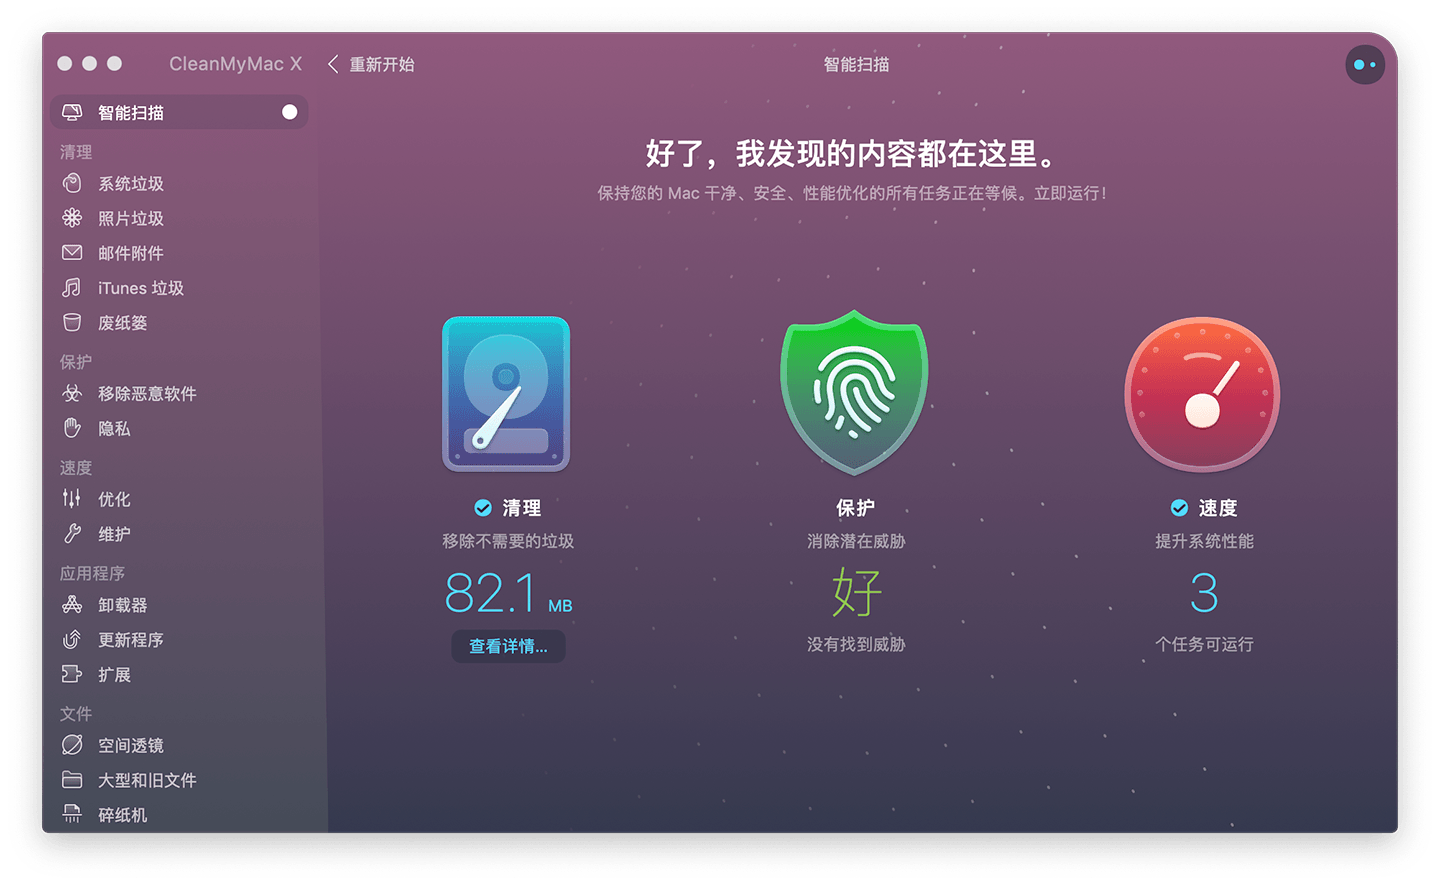 CleanMyMac X
重新开始
智能扫描
智能扫描
清理
系统垃圾
照片垃圾
邮件附件
iTunes 垃圾
废纸篓
保护
移除恶意软件
隐私
速度
优化
维护
应用程序
卸载器
更新程序
扩展
文件
空间透镜
大型和旧文件
碎纸机
好了，我发现的内容都在这里。
保持您的 Mac 干净、安全、性能优化的所有任务正在等候。立即运行！
清理
移除不需要的垃圾
82.1 MB
查看详情...
保护
消除潜在威胁
好
没有找到威胁
速度
提升系统性能
3
个任务可运行